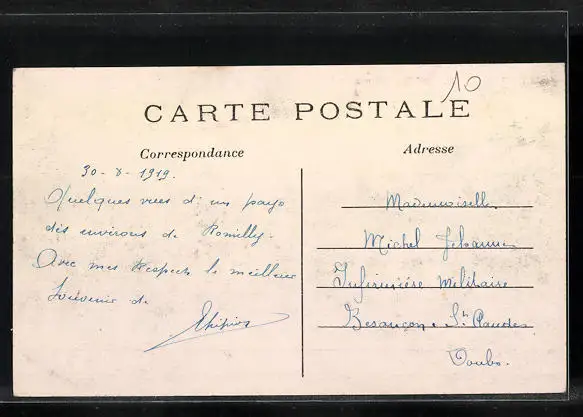 10
CARTE POSTALE
Correspondance
Adresse
30-8-1919.
Quelques vues d'un pays
des environs de Romilly.
Avec mes respects le meilleur
Souvenir de
Mademoiselle
Michel Jehanne
Infirmière Militaire
Besançon. St Claude
Doubs.